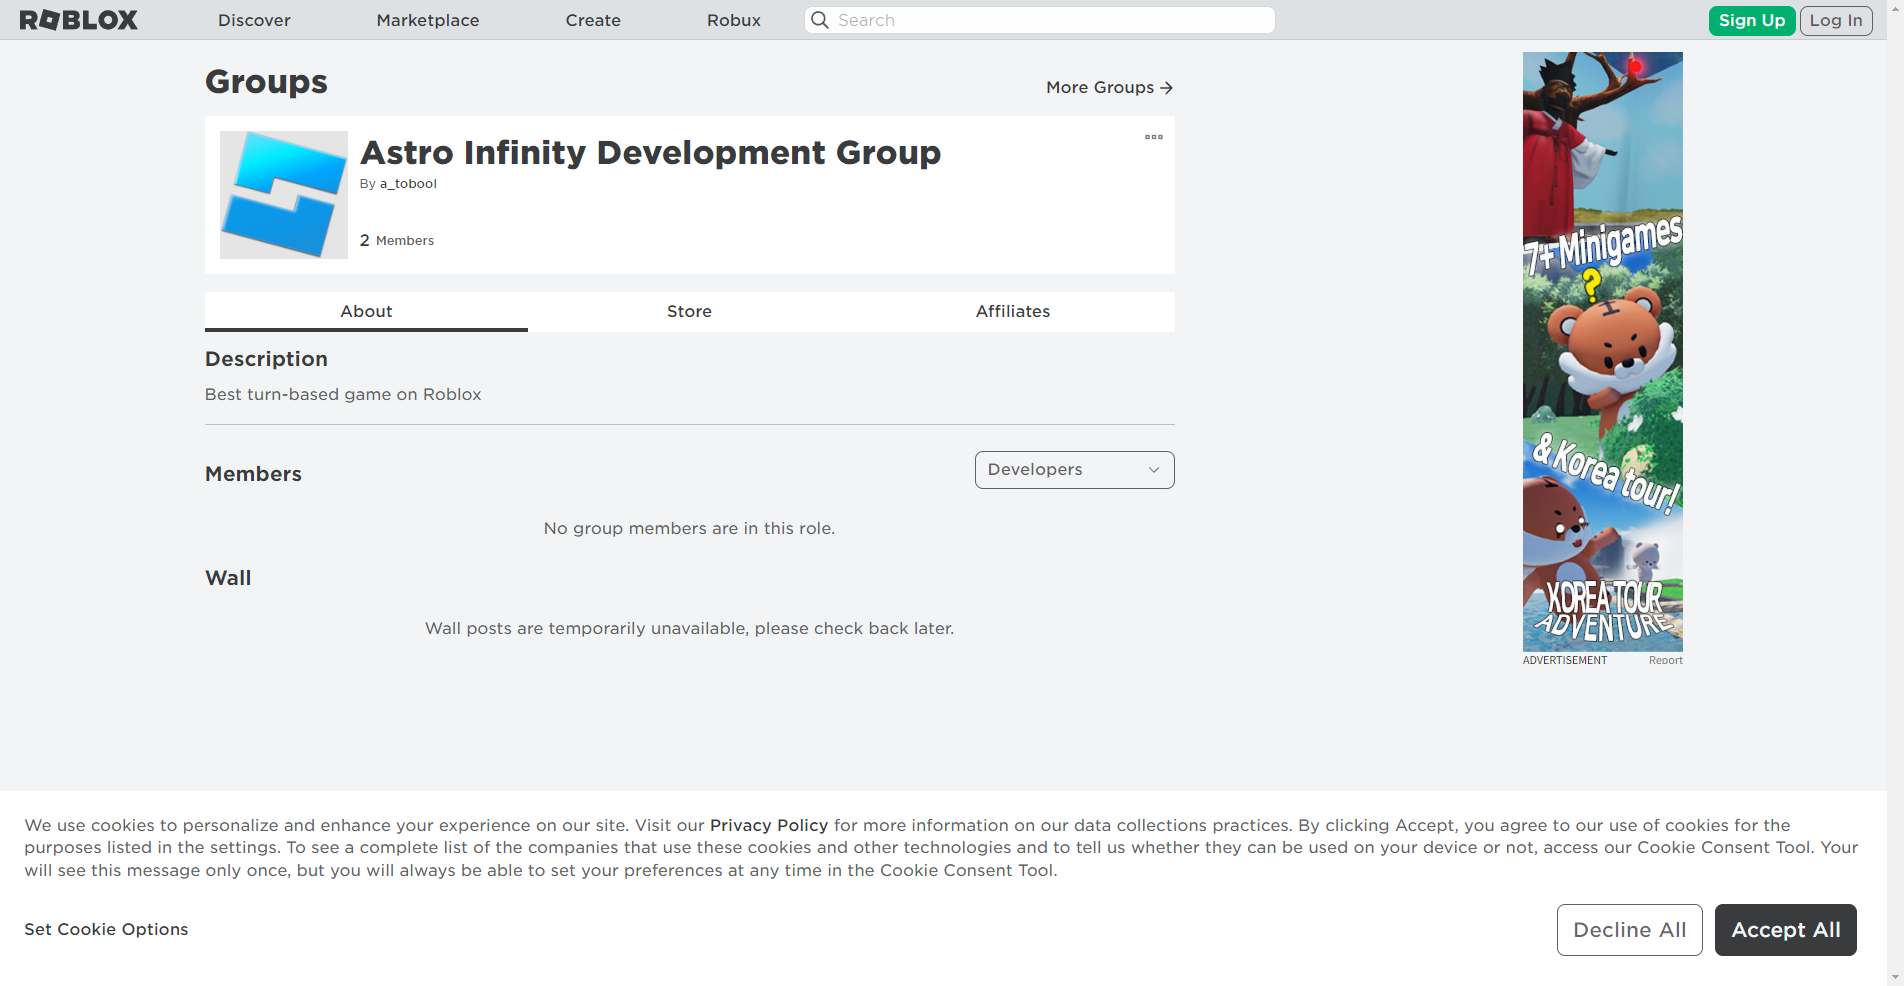 ROBLOX Discover Marketplace Create Robux Search Sign Up Log In
Groups
More Groups →
Astro Infinity Development Group
By a_tobool
2 Members
About Store Affiliates
Description
Best turn-based game on Roblox
Members
Developers
No group members are in this role.
Wall
Wall posts are temporarily unavailable, please check back later.
7+ Minigames
?
& Korea tour!
KOREA TOUR
ADVENTURE
ADVERTISEMENT Report
We use cookies to personalize and enhance your experience on our site. Visit our Privacy Policy for more information on our data collections practices. By clicking Accept, you agree to our use of cookies for the
purposes listed in the settings. To see a complete list of the companies that use these cookies and other technologies and to tell us whether they can be used on your device or not, access our Cookie Consent Tool. Your
will see this message only once, but you will always be able to set your preferences at any time in the Cookie Consent Tool.
Set Cookie Options
Decline All
Accept All